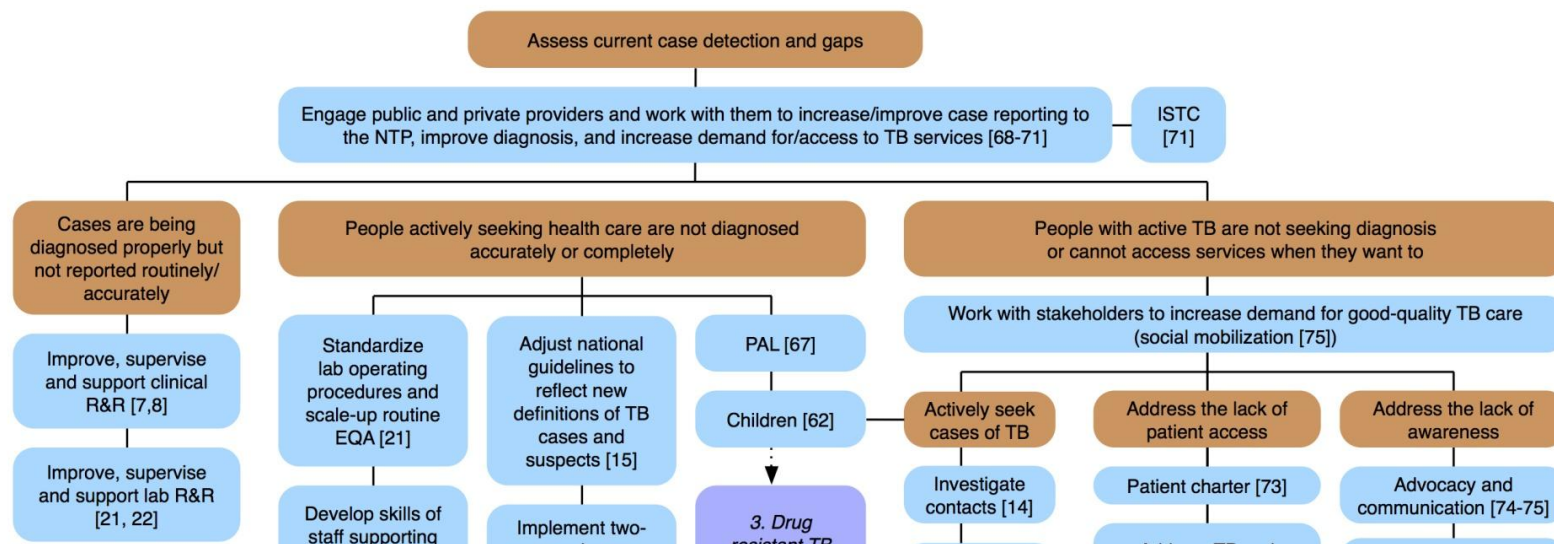 Assess current case detection and gaps
Engage public and private providers and work with them to increase/improve case reporting to
the NTP, improve diagnosis, and increase demand for/access to TB services [68-71]
ISTC
[71]
Cases are being
diagnosed properly but
not reported routinely/
accurately
People actively seeking health care are not diagnosed
accurately or completely
People with active TB are not seeking diagnosis
or cannot access services when they want to
Improve, supervise
and support clinical
R&R [7,8]
Improve, supervise
and support lab R&R
[21, 22]
Standardize
lab operating
procedures and
scale-up routine
EQA [21]
Develop skills of
staff supporting
Adjust national
guidelines to
reflect new
definitions of TB
cases and
suspects [15]
Implement two-
PAL [67]
Children [62]
3. Drug
resistant TB
Work with stakeholders to increase demand for good-quality TB care
(social mobilization [75])
Actively seek
cases of TB
Investigate
contacts [14]
Address the lack of
patient access
Patient charter [73]
Address the lack of
awareness
Advocacy and
communication [74-75]